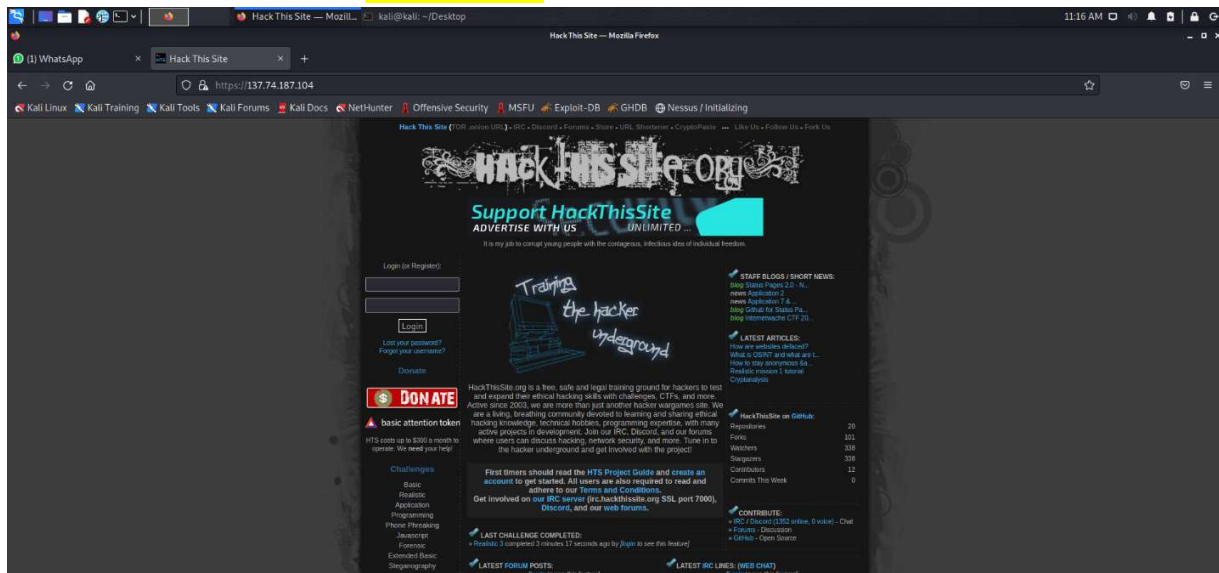 Hack This Site — Mozill...
kali@kali: ~/Desktop
11:16 AM
Hack This Site — Mozilla Firefox
(1) WhatsApp
Hack This Site
https://137.74.187.104
Kali Linux
Kali Training
Kali Tools
Kali Forums
Kali Docs
NetHunter
Offensive Security
MSFU
Exploit-DB
GHDB
Nessus / Initializing
Hack This Site (TOR .onion URL) - IRC - Discord - Forums - Store - URL Shortener - CryptoPaste --- Like Us - Follow Us - Fork Us
HACK THIS SITE.ORG
Support HackThisSite
ADVERTISE WITH US
UNLIMITED ...
It is my job to corrupt young people with the contageous, infectious idea of individual freedom.
Login (or Register):
Login
Lost your password?
Forgot your username?
Donate
DONATE
basic attention token
HTS costs up to $300 a month to
operate. We need your help!
Challenges
Basic
Realistic
Application
Programming
Phone Phreaking
Javascript
Forensic
Extended Basic
Steganography
Training
the hacker
underground
HackThisSite.org is a free, safe and legal training ground for hackers to test
and expand their ethical hacking skills with challenges, CTFs, and more.
Active since 2003, we are more than just another hacker wargames site. We
are a living, breathing community devoted to learning and sharing ethical
hacking knowledge, technical hobbies, programming expertise, with many
active projects in development. Join our IRC, Discord, and our forums
where users can discuss hacking, network security, and more. Tune in to
the hacker underground and get involved with the project!
First timers should read the HTS Project Guide and create an
account to get started. All users are also required to read and
adhere to our Terms and Conditions.
Get involved on our IRC server (irc.hackthissite.org SSL port 7000),
Discord, and our web forums.
LAST CHALLENGE COMPLETED:
» Realistic 3 completed 3 minutes 17 seconds ago by [login to see this feature]
LATEST FORUM POSTS:
LATEST IRC LINES: (WEB CHAT)
STAFF BLOGS / SHORT NEWS:
blog Status Pages 2.0 - N...
news Application 2
news Application 7 & ...
blog Github for Status Pa...
blog Internetwache CTF 20...
LATEST ARTICLES:
How are websites defaced?
What is OSINT and what are t...
How to stay anonymous &a...
Realistic mission 1 tutorial
Cryptanalysis
HackThisSite on GitHub:
Repositories 20
Forks 101
Watchers 338
Stargazers 338
Contributors 12
Commits This Week 0
CONTRIBUTE:
» IRC / Discord (1352 online, 0 voice) - Chat
» Forums - Discussion
» GitHub - Open Source